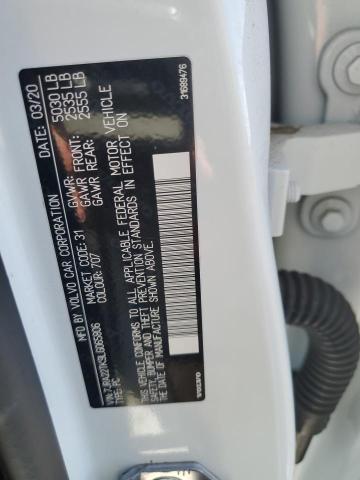 MFD BY: VOLVO CAR CORPORATION
DATE: 03/20
MARKET CODE: 31
GVWR: 5030 LB
COLOUR: 707
GAWR FRONT: 2535 LB
GAWR REAR: 2555 LB
THIS VEHICLE CONFORMS TO ALL APPLICABLE FEDERAL MOTOR VEHICLE
SAFETY, BUMPER AND THEFT PREVENTION STANDARDS IN EFFECT ON
THE DATE OF MANUFACTURE SHOWN ABOVE.
TYPE: PC
VOLVO
31689476